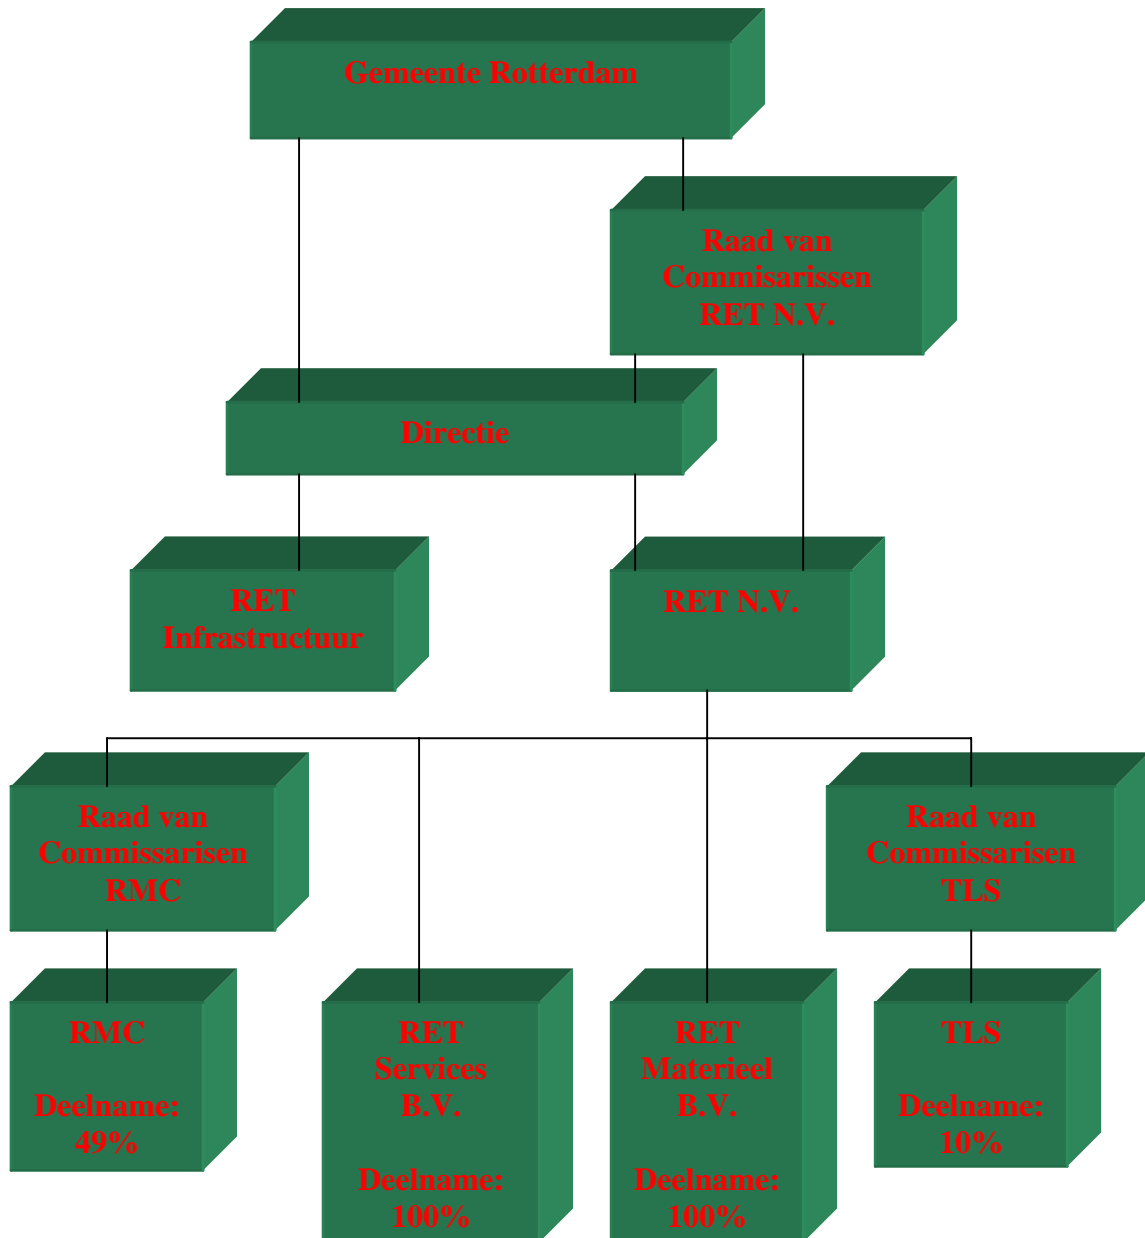 Gemeente Rotterdam
Raad van
Commisarissen
RET N.V.
Directie
RET
Infrastructuur
RET N.V.
Raad van
Commissarisen
RMC
Raad van
Commissarisen
TLS
RMC
Deelname:
49%
RET
Services
B.V.
Deelname:
100%
RET
Materieel
B.V.
Deelname:
100%
TLS
Deelname:
10%